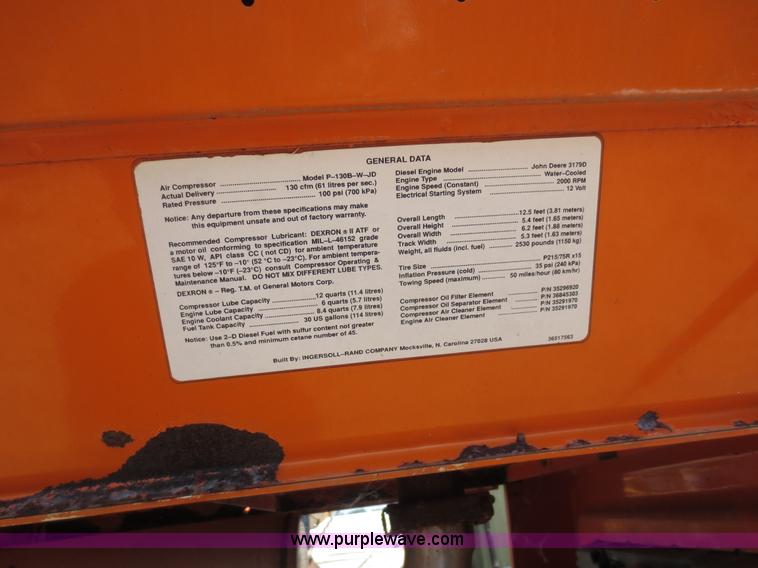 GENERAL DATA
Air Compressor ........ Model P-130B-W-JD
Actual Delivery ........ 130 cfm (61 litres per sec.)
Rated Pressure ........ 100 psi (700 kPa)
Notice: Any departure from these specifications may make
this equipment unsafe and out of factory warranty.
Recommended Compressor Lubricant: DEXRON ® II ATF or
a motor oil conforming to specification MIL-L-46152 grade
SAE 10 W, API class CC (not CD) for ambient temperature
range of 125°F to -10° (52 °C to -23°C). For ambient tempera-
tures below -10°F (-23°C) consult Compressor Operating &
Maintenance Manual. DO NOT MIX DIFFERENT LUBE TYPES.
DEXRON ® - Reg. T.M. of General Motors Corp.
Compressor Lube Capacity ........ 12 quarts (11.4 litres)
Engine Lube Capacity ........ 6 quarts (5.7 litres)
Engine Coolant Capacity ........ 8.4 quarts (7.9 litres)
Fuel Tank Capacity ........ 30 US gallons (114 litres)
Notice: Use 2-D Diesel Fuel with sulfur content not greater
than 0.5% and minimum cetane number of 45.
Diesel Engine Model ........ John Deere 3179D
Engine Type ........ Water-Cooled
Engine Speed (Constant) ........ 2000 RPM
Electrical Starting System ........ 12 Volt
Overall Length ........ 12.5 feet (3.81 meters)
Overall Height ........ 5.4 feet (1.65 meters)
Overall Width ........ 6.2 feet (1.88 meters)
Track Width ........ 5.3 feet (1.63 meters)
Weight, all fluids (incl. fuel) ........ 2530 pounds (1150 kg)
Tire Size ........ P215/75R x15
Inflation Pressure (cold) ........ 35 psi (240 kPa)
Towing Speed (maximum) ........ 50 miles/hour (80 km/hr)
Compressor Oil Filter Element ........ P/N 35296920
Compressor Oil Separator Element ........ P/N 36845303
Compressor Air Cleaner Element ........ P/N 35291970
Engine Air Cleaner Element ........ P/N 35291970
Built By: INGERSOLL-RAND COMPANY Mocksville, N. Carolina 27028 USA
36517563
www.purplewave.com